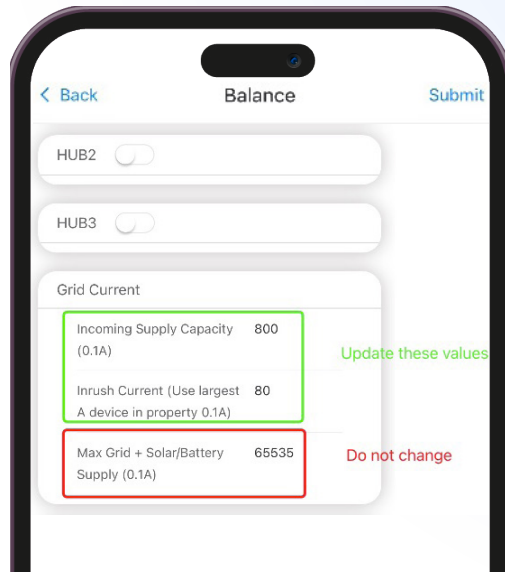 Back Balance Submit
HUB2
HUB3
Grid Current
Incoming Supply Capacity 800
(0.1A)
Update these values
Inrush Current (Use largest 80
A device in property 0.1A)
Max Grid + Solar/Battery 65535 Do not change
Supply (0.1A)